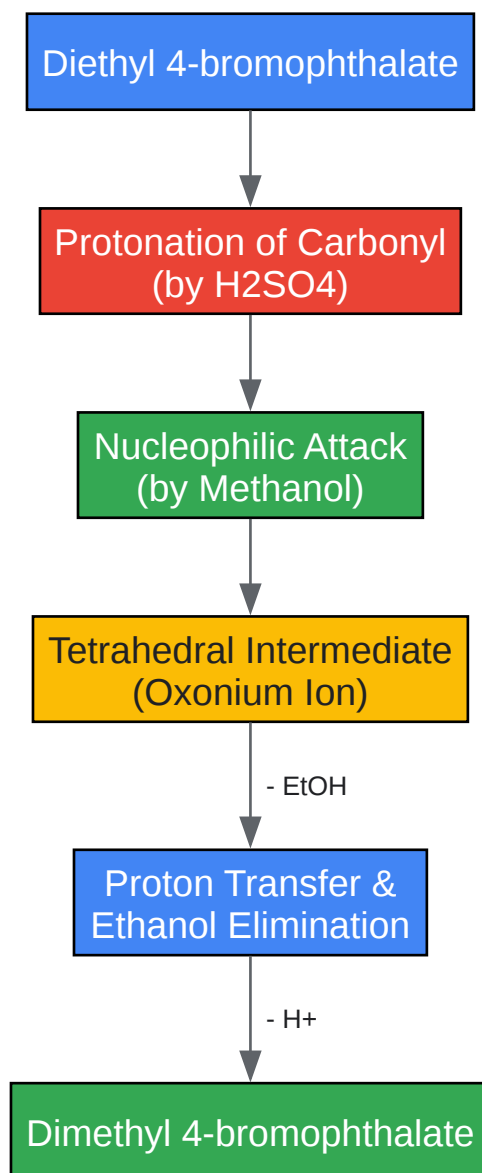 Diethyl 4-bromophthalate
Protonation of Carbonyl
(by H2SO4)
Nucleophilic Attack
(by Methanol)
Tetrahedral Intermediate
(Oxonium Ion)
- EtOH
Proton Transfer &
Ethanol Elimination
- H+
Dimethyl 4-bromophthalate